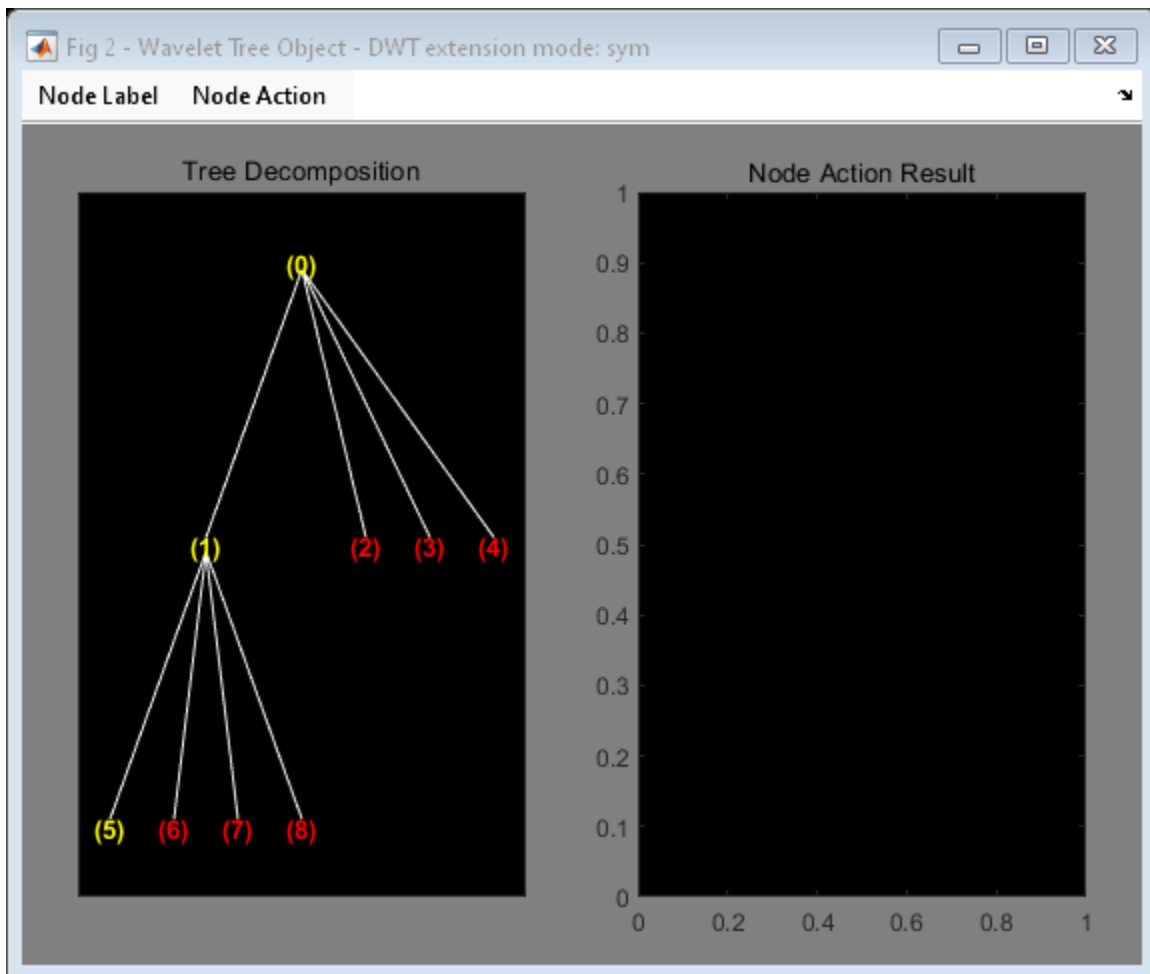 Fig 2 - Wavelet Tree Object - DWT extension mode: sym
Node Label Node Action
Tree Decomposition
(0)
(1) (2) (3) (4)
(5) (6) (7) (8)
Node Action Result
1
0.9
0.8
0.7
0.6
0.5
0.4
0.3
0.2
0.1
0
0 0.2 0.4 0.6 0.8 1